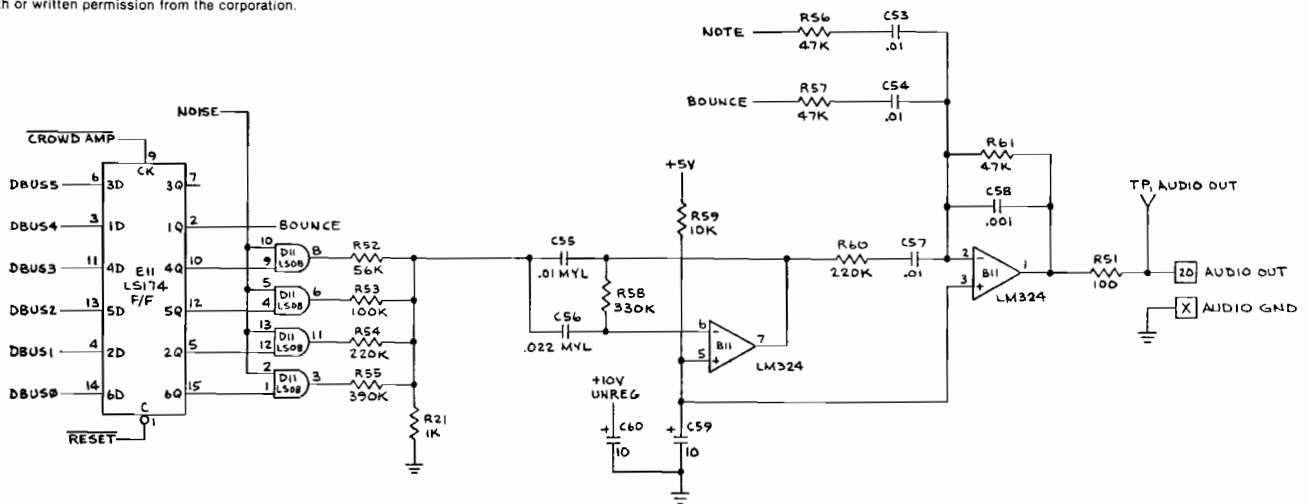 or written permission from the corporation.
NOTE
R56
47K
C53
.01
BOUNCE
R57
47K
C54
.01
NOISE
CROWD AMP
9
CK
DBUS5
6
3D
3Q
7
DBUS4
3
1D
1Q
2
BOUNCE
DBUS3
11
4D
4Q
10
DBUS2
13
5D
5Q
12
DBUS1
4
2D
2Q
5
DBUS0
14
6D
6Q
15
E11
LS174
F/F
C
1
RESET
10
9
D11
LS08
8
R52
56K
5
4
D11
LS08
6
R53
100K
13
12
D11
LS08
11
R54
220K
2
1
D11
LS08
3
R55
390K
R21
1K
C55
.01 MYL
C56
.022 MYL
R58
330K
+5V
R59
10K
6
5
B11
7
LM324
+10V
UNREG
+
C60
10
+
C59
10
R60
220K
C57
.01
R61
47K
C58
.001
2
3
B11
1
LM324
R51
100
TP, AUDIO OUT
20
AUDIO OUT
X
AUDIO GND